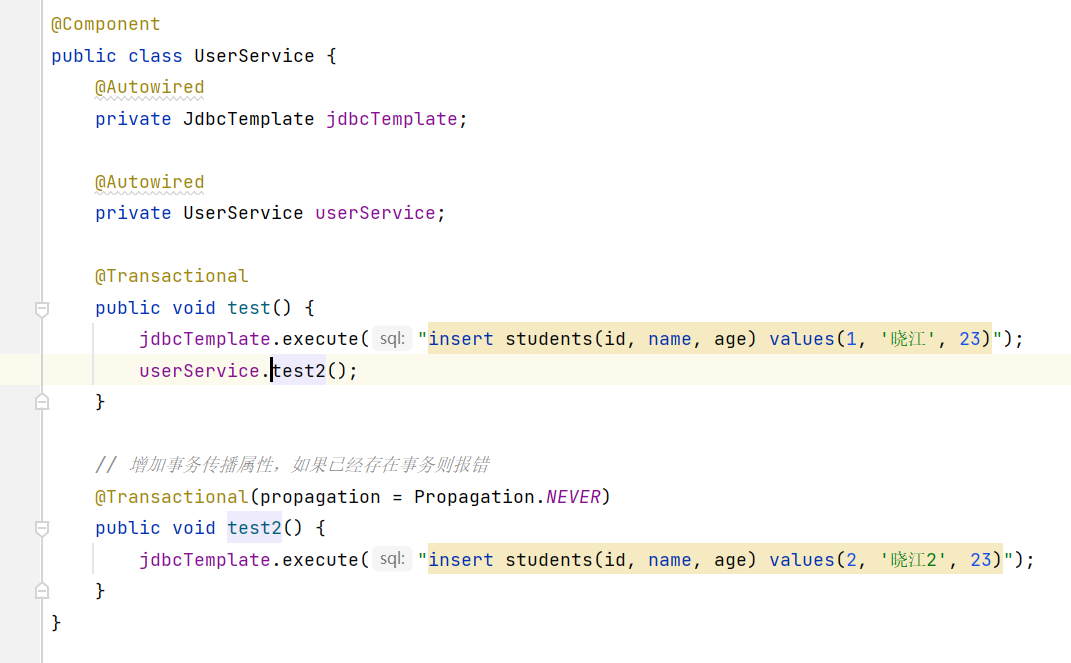 @Component
public class UserService {
@Autowired
private JdbcTemplate jdbcTemplate;
@Autowired
private UserService userService;
@Transactional
public void test() {
jdbcTemplate.execute( sql: "insert students(id, name, age) values(1, '晓江', 23)");
userService.test2();
}
// 增加事务传播属性，如果已经存在事务则报错
@Transactional(propagation = Propagation.NEVER)
public void test2() {
jdbcTemplate.execute( sql: "insert students(id, name, age) values(2, '晓江2', 23)");
}
}